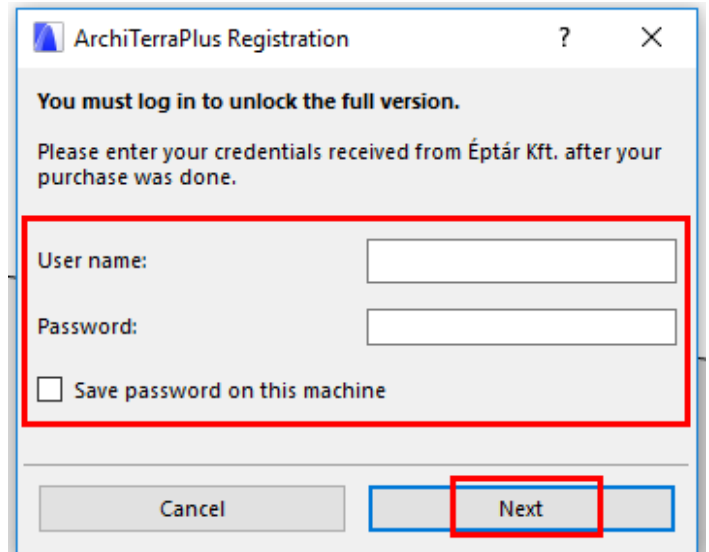 ArchiTerraPlus Registration ?
You must log in to unlock the full version.
Please enter your credentials received from Éptár Kft. after your
purchase was done.
User name:
Password:
Save password on this machine
Cancel Next